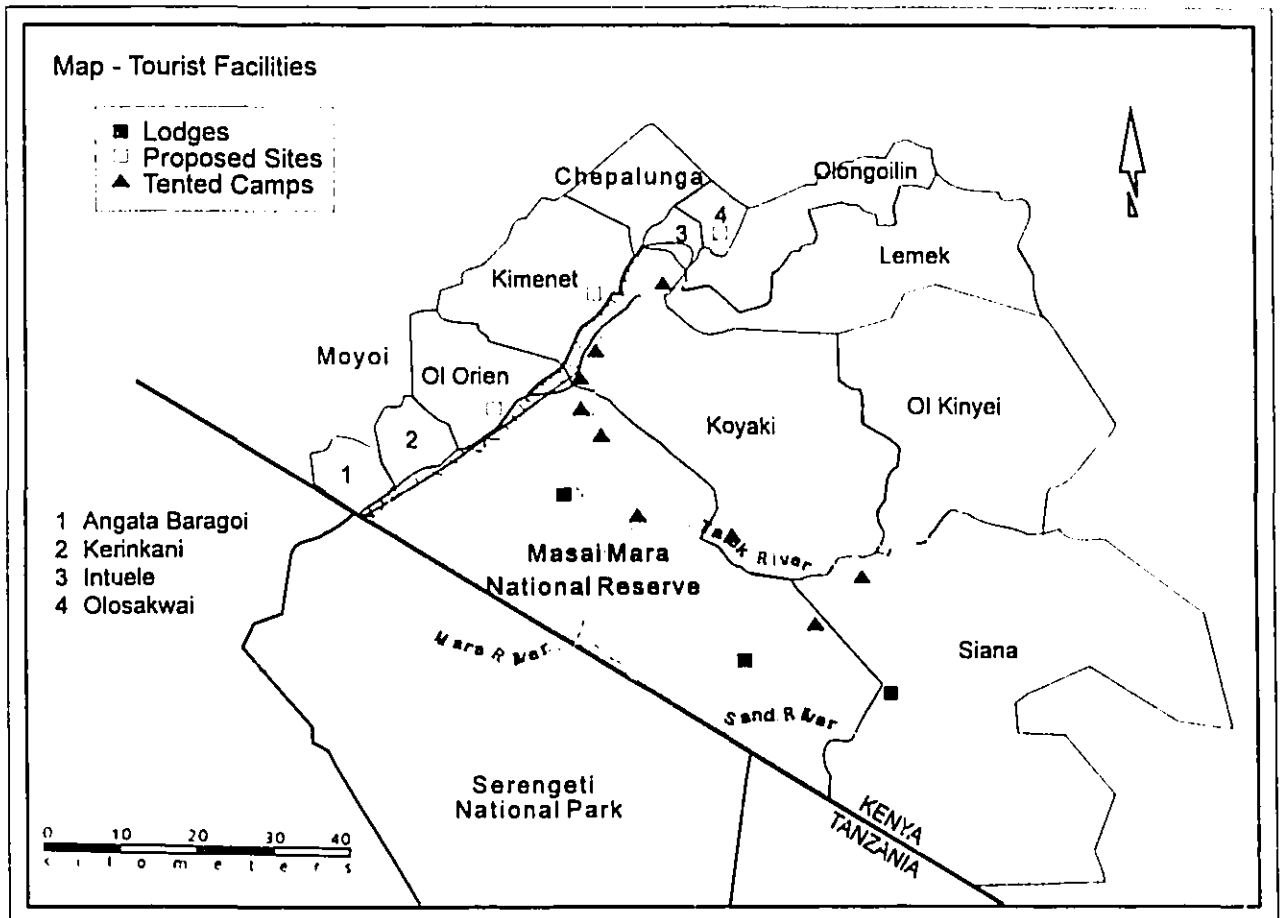 Map - Tourist Facilities
Lodges
Proposed Sites
Tented Camps
Chepalunga
Olongoilin
4
3
Lemek
Kimenet
Moyoi
Ol Orien
Ol Kinyei
Koyaki
2
1
1 Angata Baragoi
2 Kerinkani
3 Intuele
4 Olosakwai
Talek River
Masai Mara
National Reserve
Mara River
Siana
Sand River
Serengeti
National Park
KENYA
TANZANIA
0 10 20 30 40
kilometers